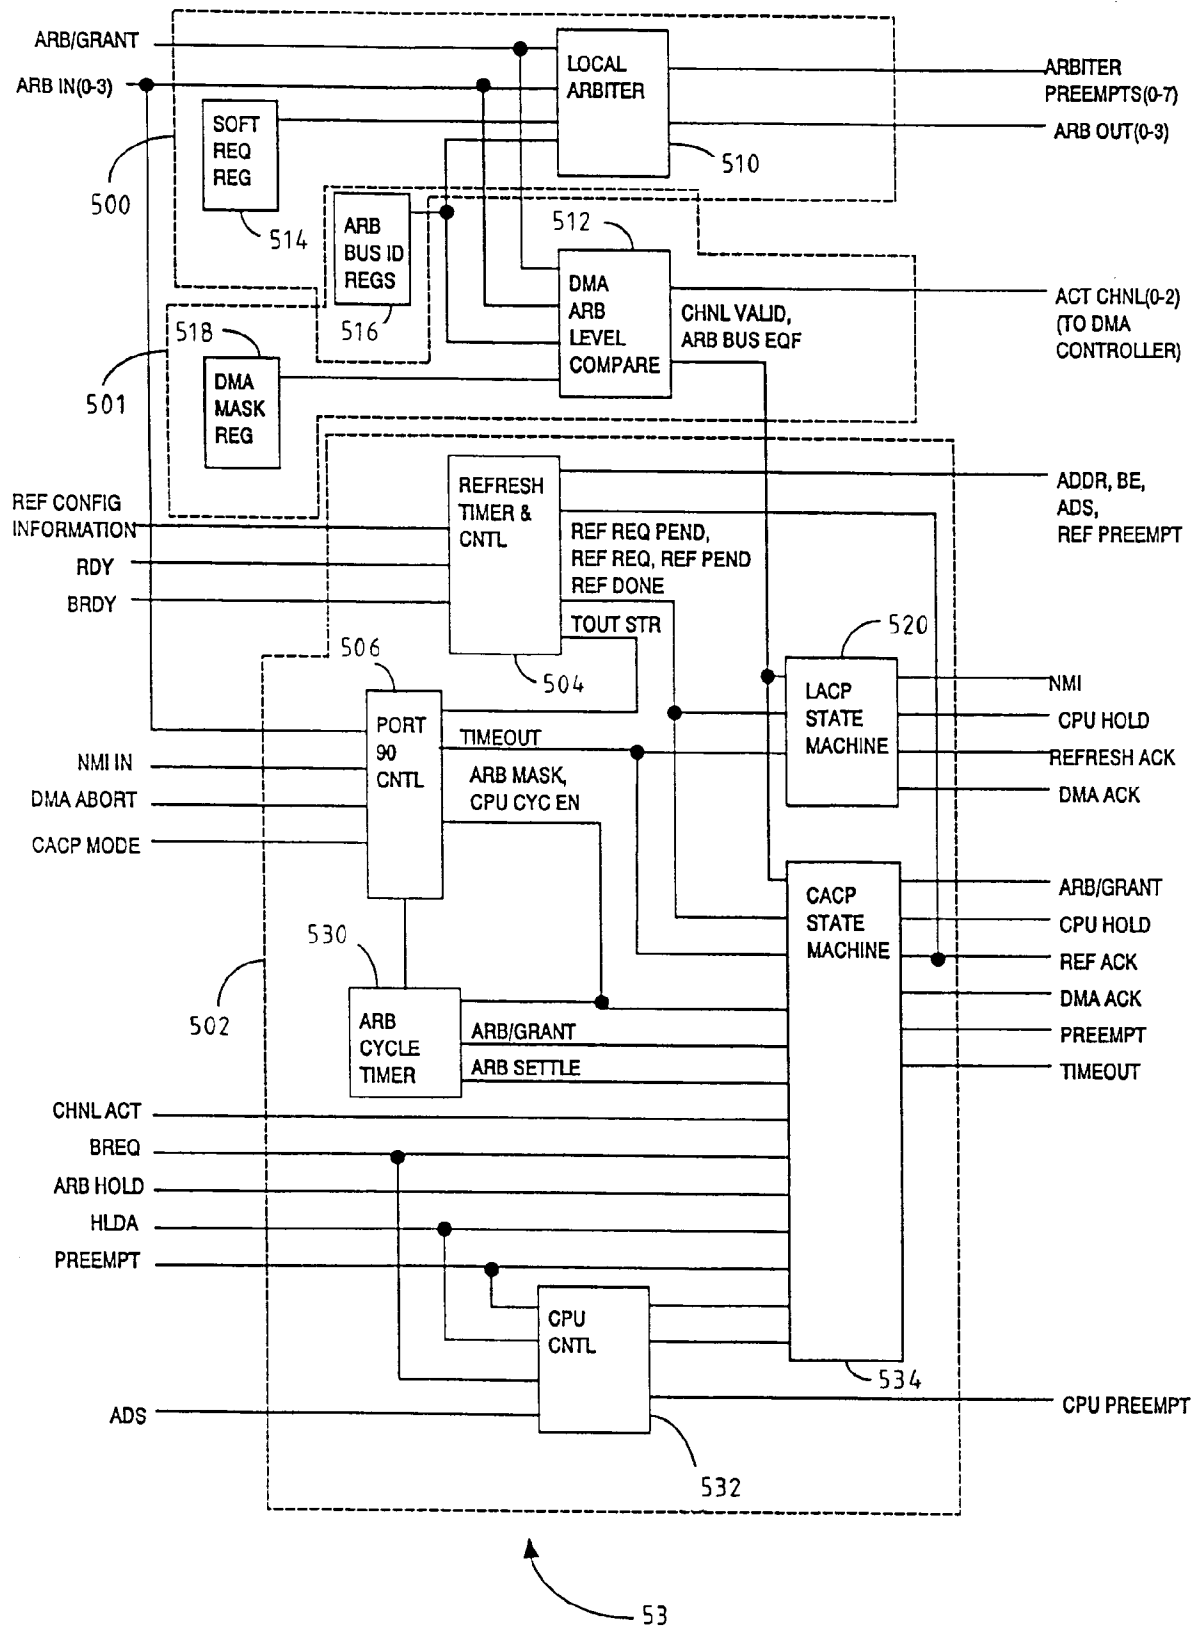 ARB/GRANT
ARB IN(0-3)
LOCAL
ARBITER
ARBITER
PREEMPTS(0-7)
ARB OUT(0-3)
SOFT
REQ
REG
500
510
514
ARB
BUS ID
REGS
516
512
DMA
ARB
LEVEL
COMPARE
CHNL VALID,
ARB BUS EQF
ACT CHNL(0-2)
(TO DMA
CONTROLLER)
518
501
DMA
MASK
REG
REF CONFIG
INFORMATION
RDY
BRDY
REFRESH
TIMER &
CNTL
REF REQ PEND,
REF REQ, REF PEND
REF DONE
TOUT STR
ADDR, BE,
ADS,
REF PREEMPT
504
506
520
PORT
90
CNTL
TIMEOUT
ARB MASK,
CPU CYC EN
NMI IN
DMA ABORT
CACP MODE
LACP
STATE
MACHINE
NMI
CPU HOLD
REFRESH ACK
DMA ACK
CACP
STATE
MACHINE
ARB/GRANT
CPU HOLD
REF ACK
DMA ACK
PREEMPT
TIMEOUT
530
502
ARB
CYCLE
TIMER
ARB/GRANT
ARB SETTLE
CHNL ACT
BREQ
ARB HOLD
HLDA
PREEMPT
CPU
CNTL
534
ADS
CPU PREEMPT
532
53